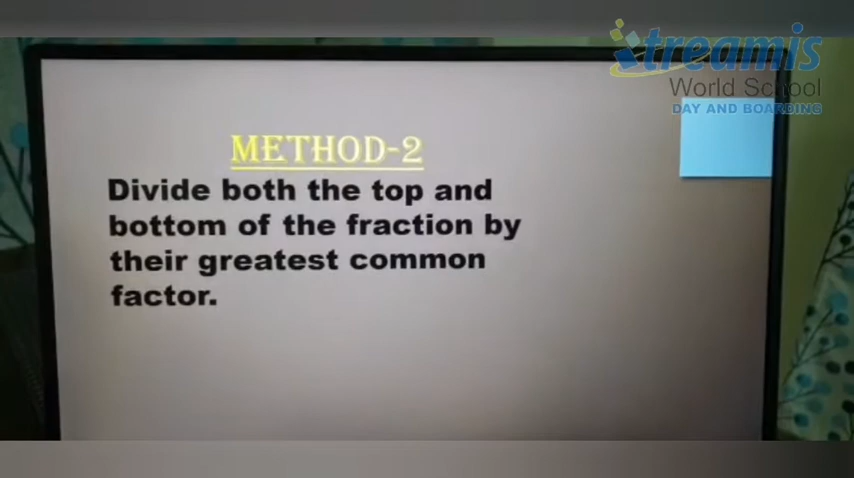 Streamis
World School
DAY AND BOARDING
METHOD-2
Divide both the top and
bottom of the fraction by
their greatest common
factor.